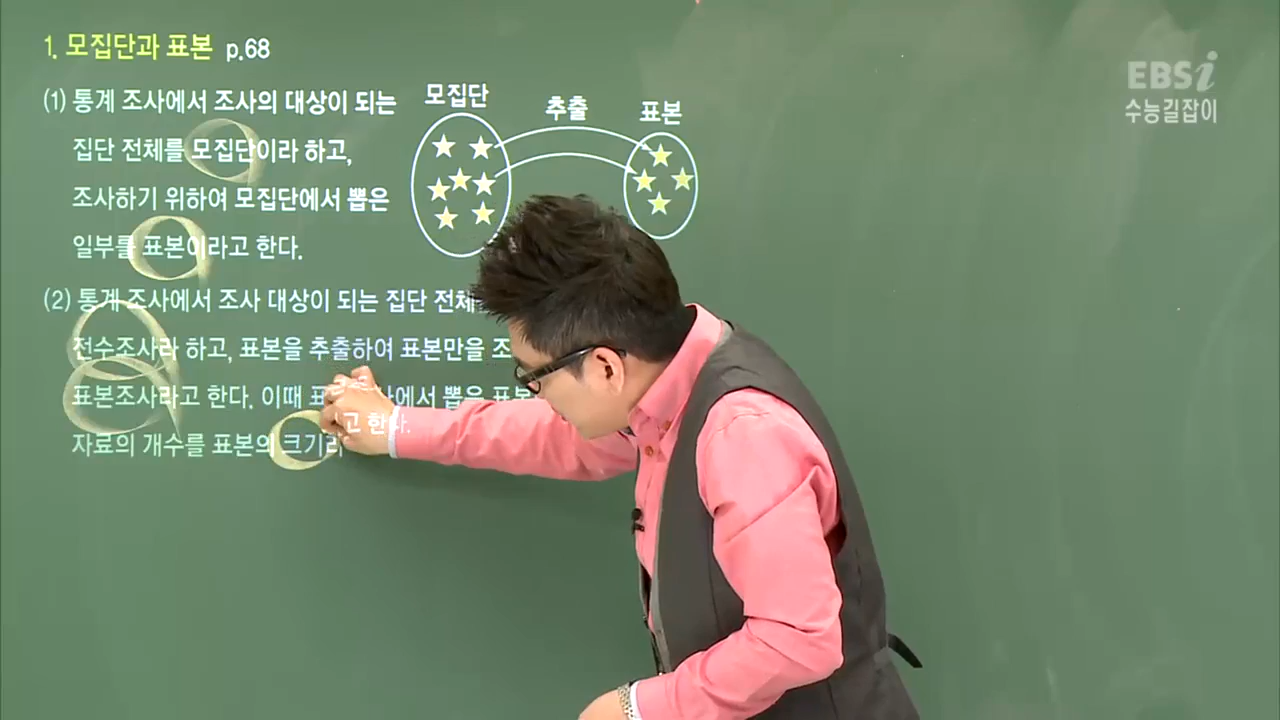 1. 모집단과 표본 p.68
(1) 통계 조사에서 조사의 대상이 되는
집단 전체를 모집단이라 하고,
조사하기 위하여 모집단에서 뽑은
일부를 표본이라고 한다.
모집단
추출
표본
(2) 통계 조사에서 조사 대상이 되는 집단 전체
전수조사라 하고, 표본을 추출하여 표본만을
표본조사라고 한다. 이때 에서 뽑은
자료의 개수를 표본의 크기라
고 한다.
EBSi
수능길잡이